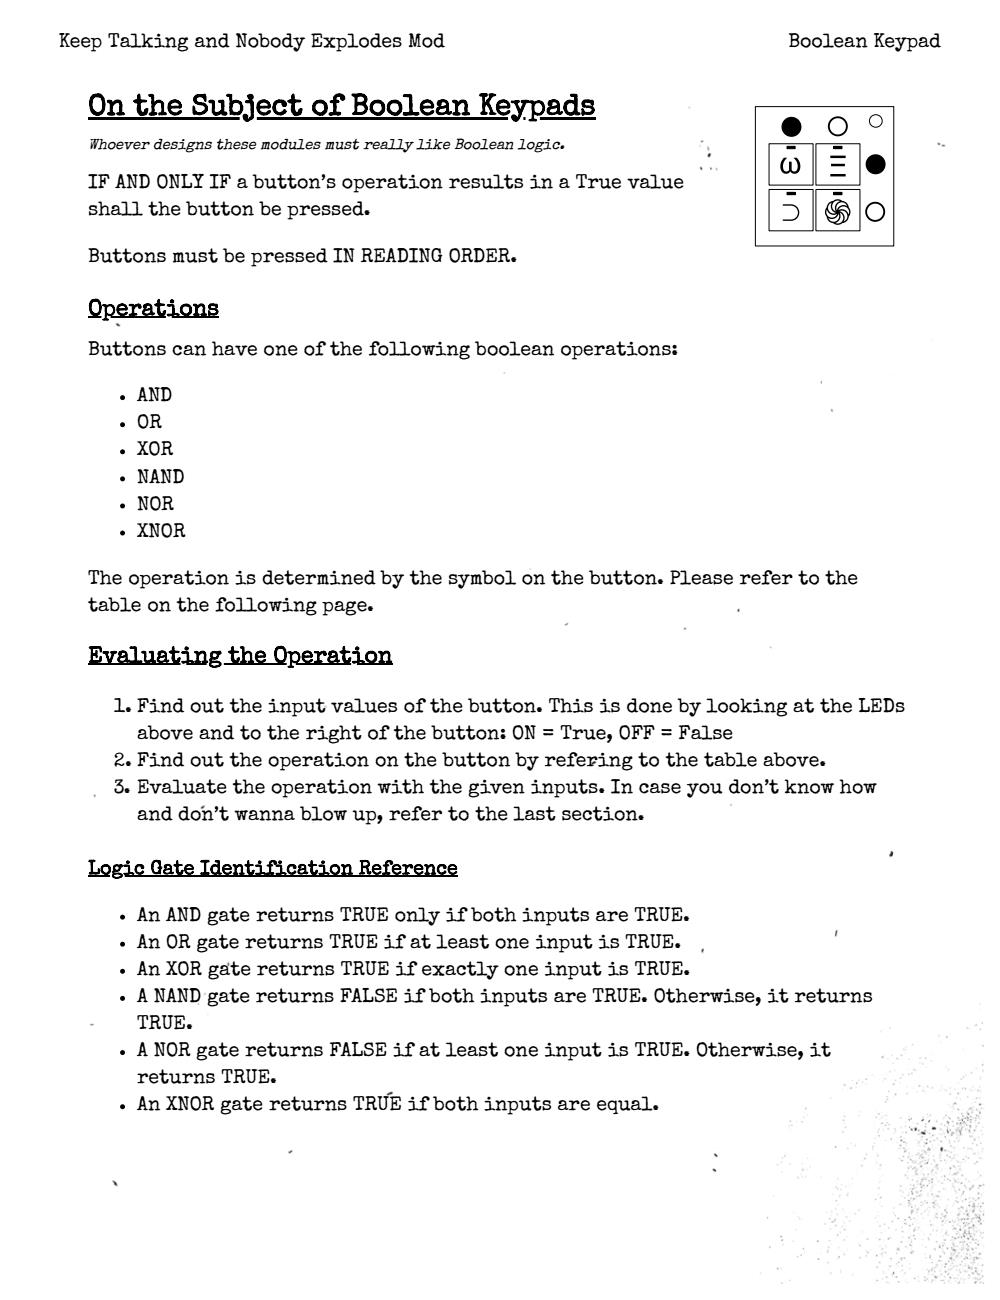 Keep Talking and Nobody Explodes Mod
Boolean Keypad
On the Subject of Boolean Keypads
Whoever designs these modules must really like Boolean logic.
IF AND ONLY IF a button's operation results in a True value
shall the button be pressed.
Buttons must be pressed IN READING ORDER.
ω Ξ
⊃
Operations
Buttons can have one of the following boolean operations:
• AND
• OR
• XOR
• NAND
• NOR
• XNOR
The operation is determined by the symbol on the button. Please refer to the
table on the following page.
Evaluating the Operation
1. Find out the input values of the button. This is done by looking at the LEDs
above and to the right of the button: ON = True, OFF = False
2. Find out the operation on the button by refering to the table above.
3. Evaluate the operation with the given inputs. In case you don't know how
and don't wanna blow up, refer to the last section.
Logic Gate Identification Reference
• An AND gate returns TRUE only if both inputs are TRUE.
• An OR gate returns TRUE if at least one input is TRUE.
• An XOR gate returns TRUE if exactly one input is TRUE.
• A NAND gate returns FALSE if both inputs are TRUE. Otherwise, it returns
TRUE.
• A NOR gate returns FALSE if at least one input is TRUE. Otherwise, it
returns TRUE.
• An XNOR gate returns TRUE if both inputs are equal.